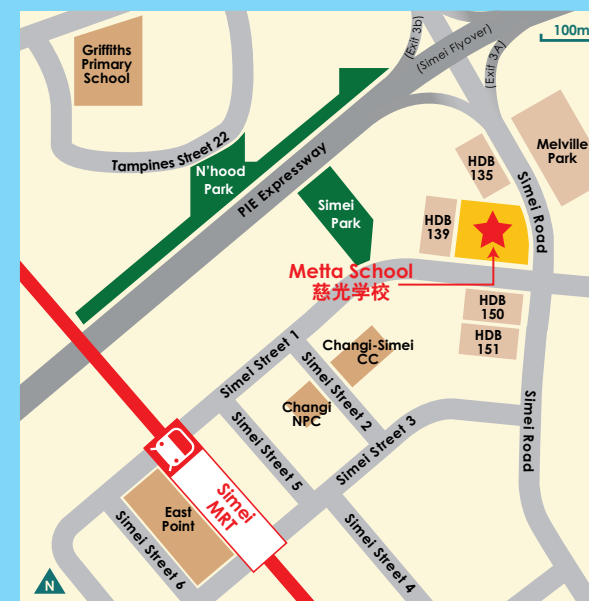 (Exit 3b)
(Simei Flyover)
(Exit 3A)
100m
Griffiths
Primary
School
Tampines Street 22
N'hood
Park
PIE Expressway
Simei
Park
HDB
135
Melville
Park
HDB
139
Simei Road
Metta School
慈光学校
HDB
150
HDB
151
Simei Street 1
Changi-Simei
CC
Simei Street 2
Changi
NPC
Simei Street 3
Simei Road
Simei Street 5
Simei
MRT
East
Point
Simei Street 6
Simei Street 4
N